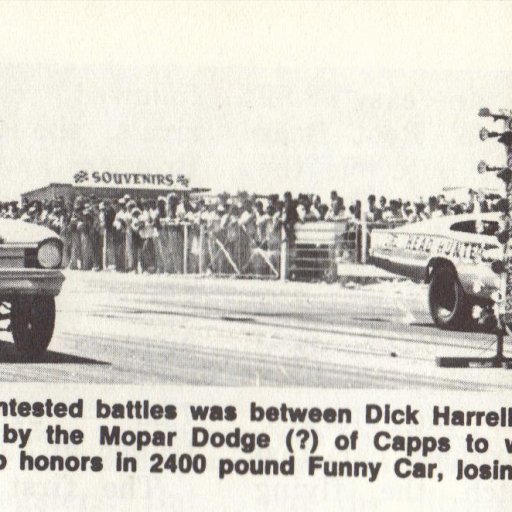 SOUVENIRS
HEAD HUNTE
ntested battles was between Dick Harrell
by the Mopar Dodge (?) of Capps to w
o honors in 2400 pound Funny Car, losin